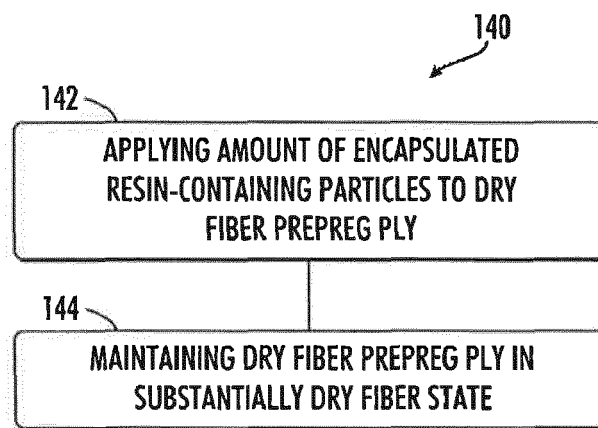 140
142
APPLYING AMOUNT OF ENCAPSULATED
RESIN-CONTAINING PARTICLES TO DRY
FIBER PREPREG PLY
144
MAINTAINING DRY FIBER PREPREG PLY IN
SUBSTANTIALLY DRY FIBER STATE